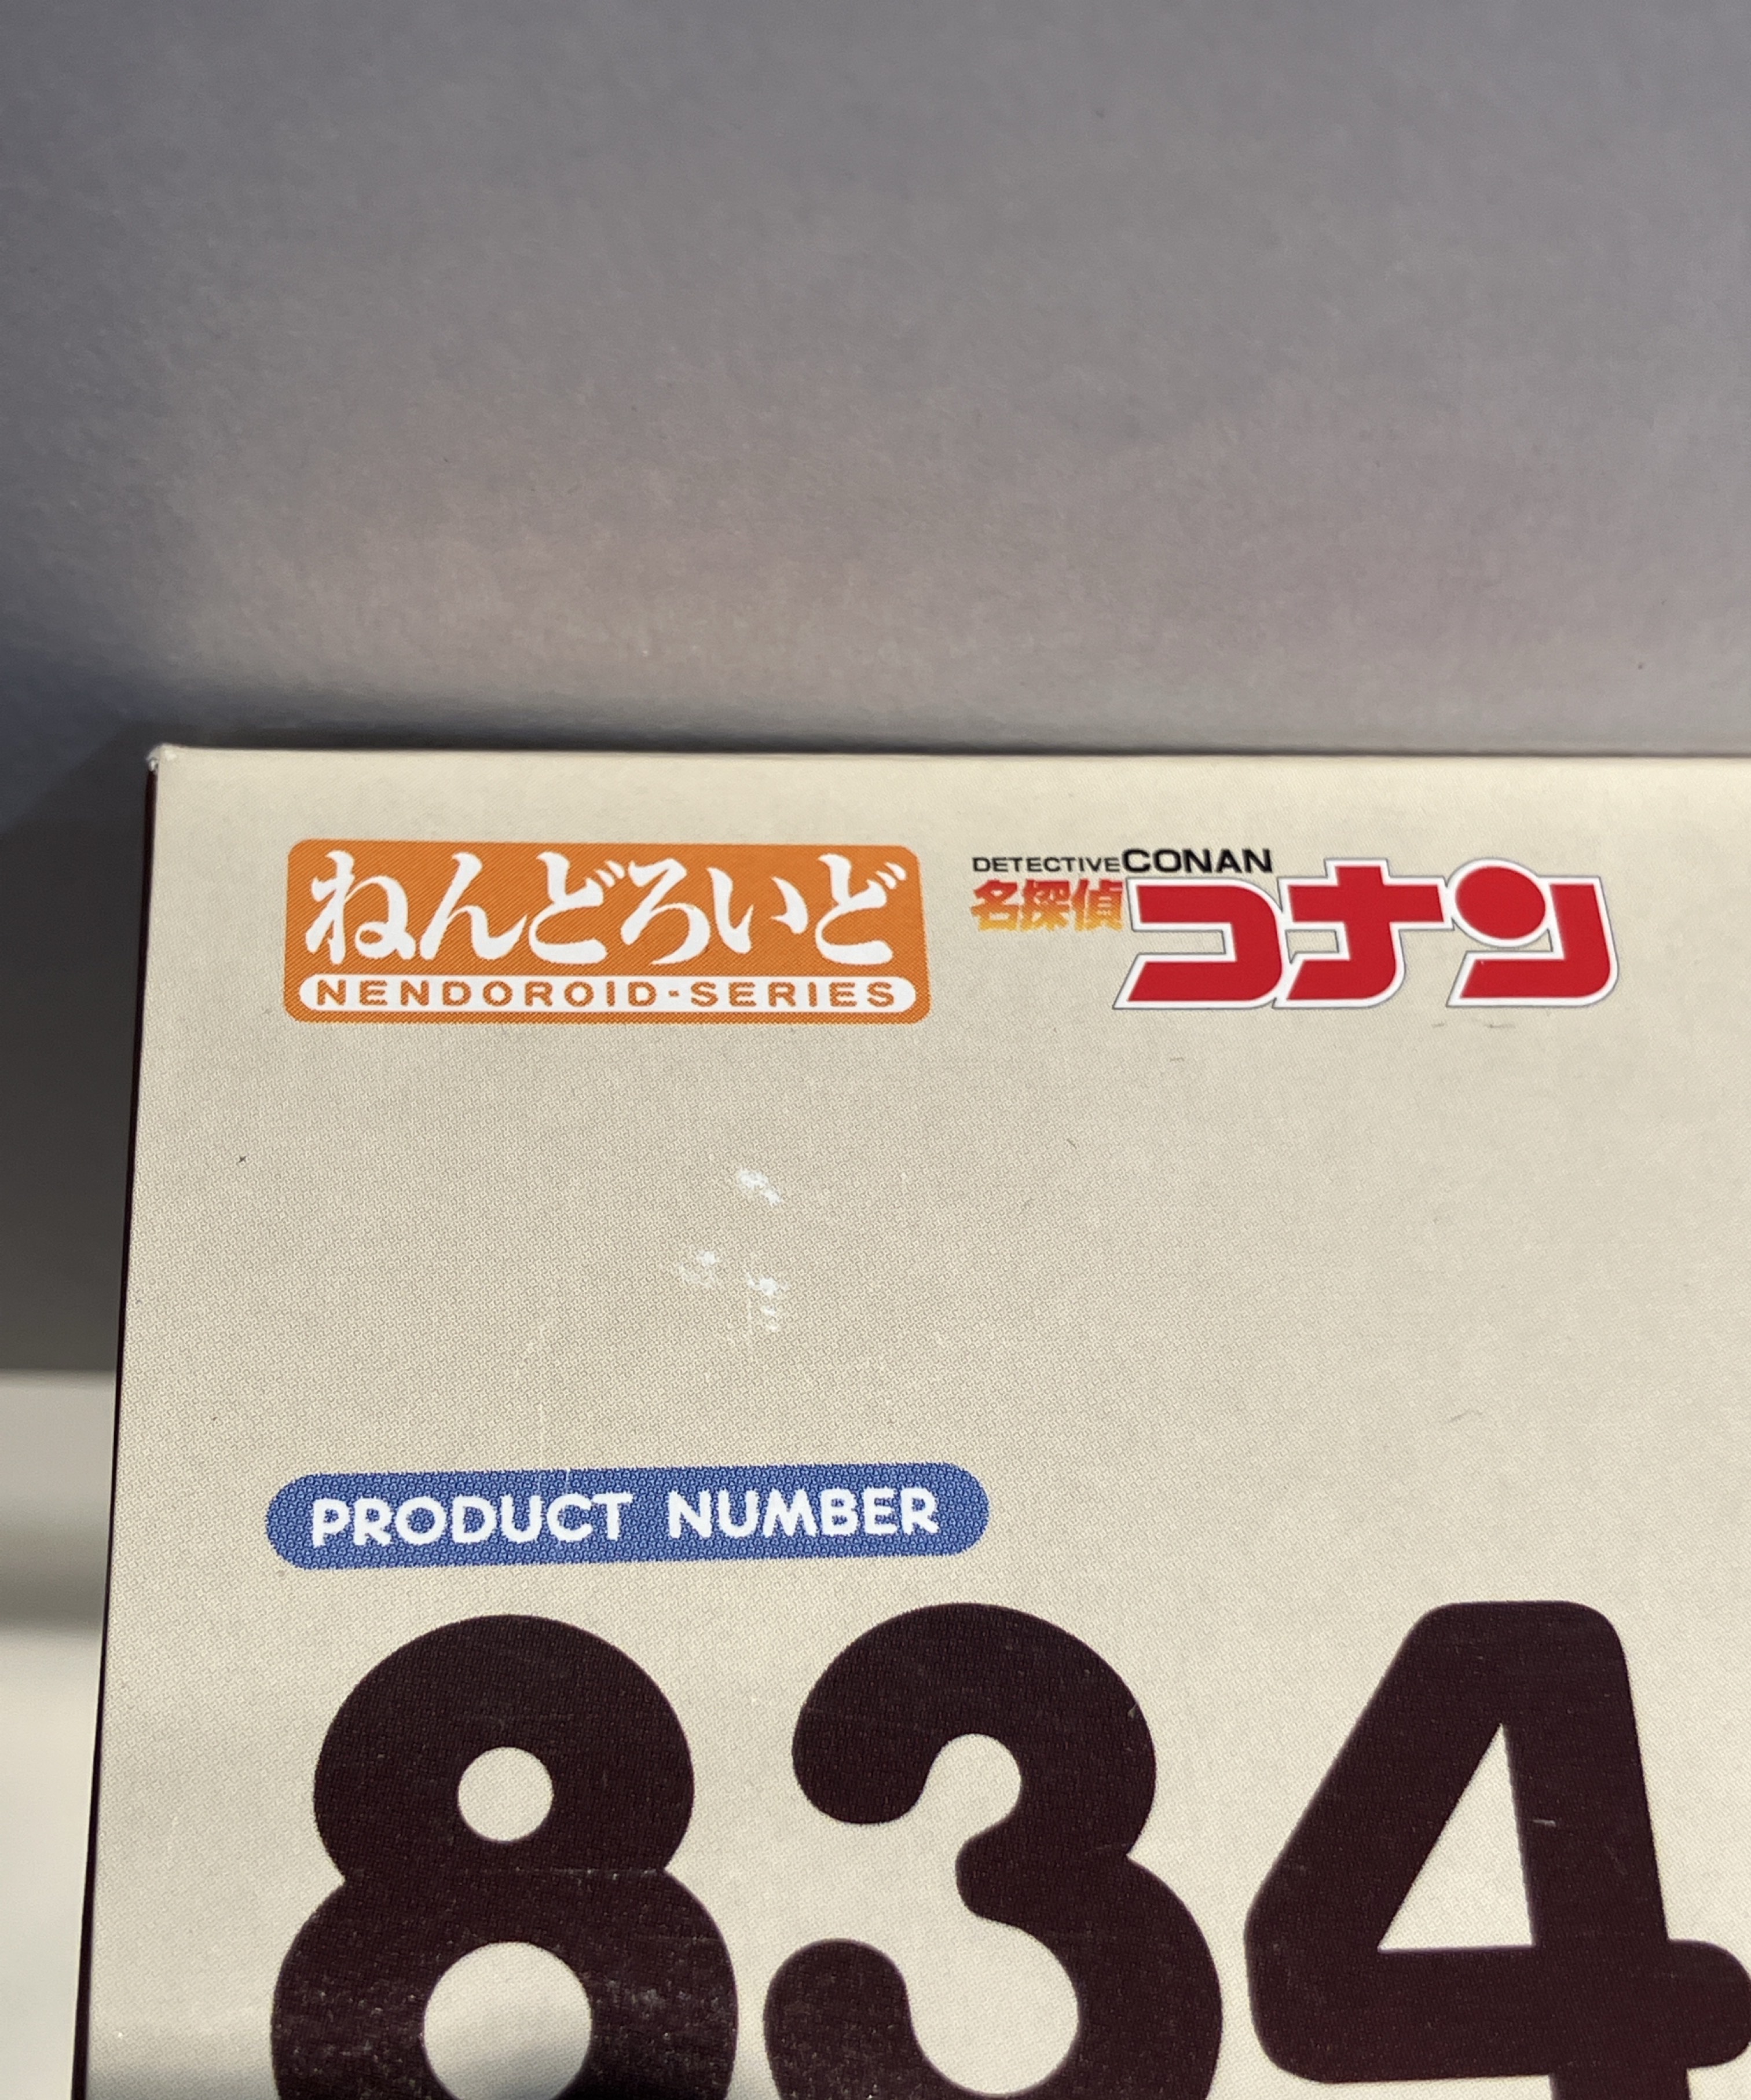 ねんどろいど
NENDOROID-SERIES
DETECTIVE CONAN
名探偵コナン
PRODUCT NUMBER
834